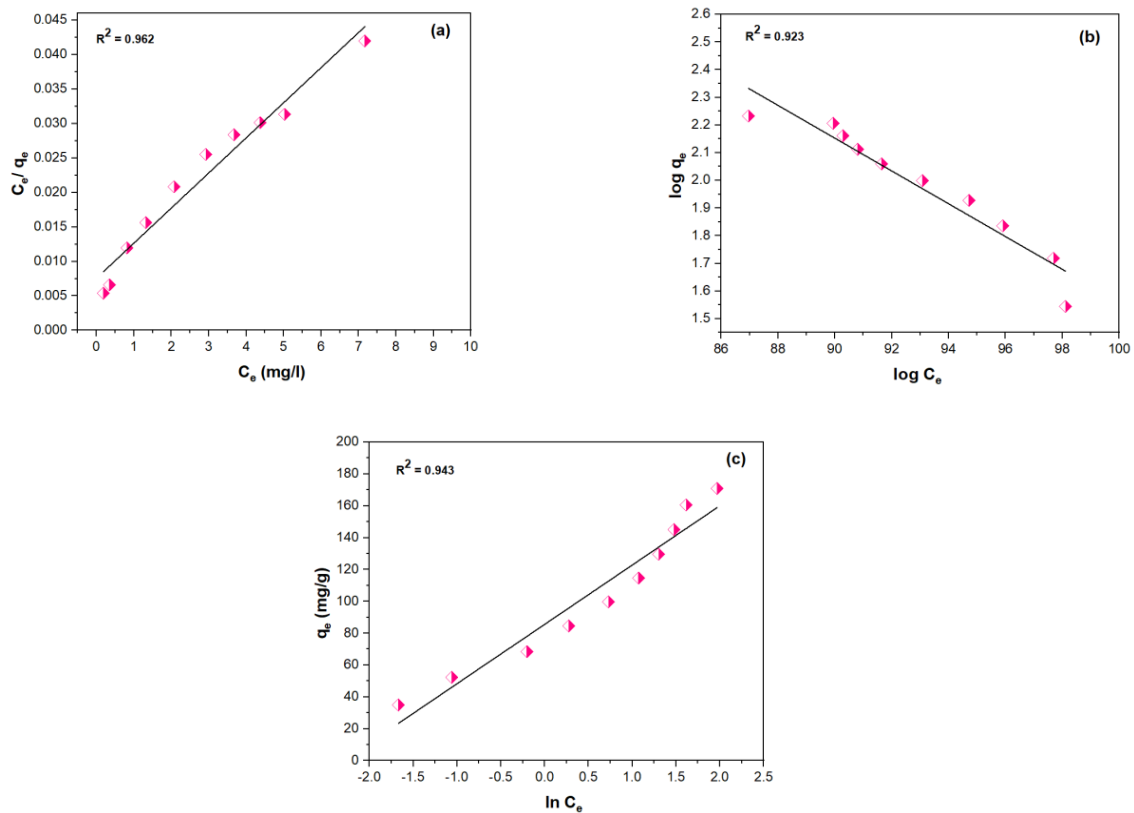 (a)
R² = 0.962
0.045
0.040
0.035
0.030
0.025
0.020
0.015
0.010
0.005
0.000
Cₑ/ qₑ
0 1 2 3 4 5 6 7 8 9 10
Cₑ (mg/l)
(b)
R² = 0.923
2.6
2.5
2.4
2.3
2.2
2.1
2.0
1.9
1.8
1.7
1.6
1.5
log qₑ
86 88 90 92 94 96 98 100
log Cₑ
(c)
R² = 0.943
200
180
160
140
120
100
80
60
40
20
0
qₑ (mg/g)
-2.0 -1.5 -1.0 -0.5 0.0 0.5 1.0 1.5 2.0 2.5
ln Cₑ